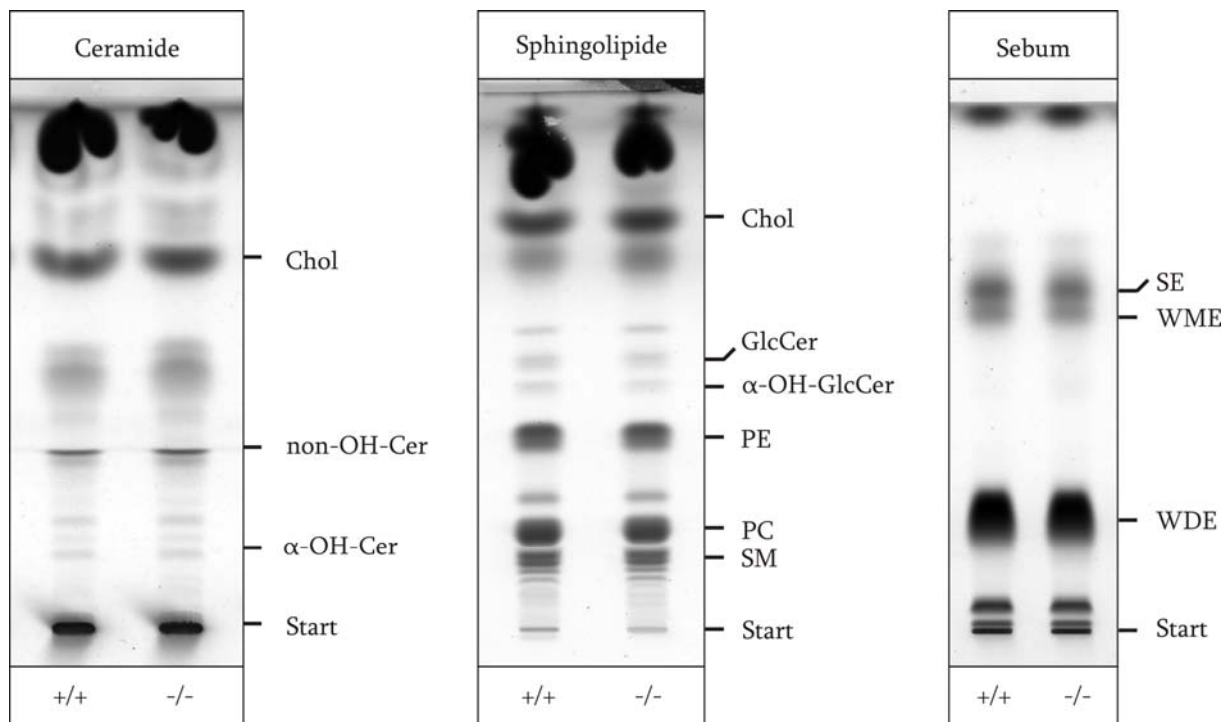 Ceramide
Chol
non-OH-Cer
α-OH-Cer
Start
+/+ -/-
Sphingolipide
Chol
GlcCer
α-OH-GlcCer
PE
PC
SM
Start
+/+ -/-
Sebum
SE
WME
WDE
Start
+/+ -/-